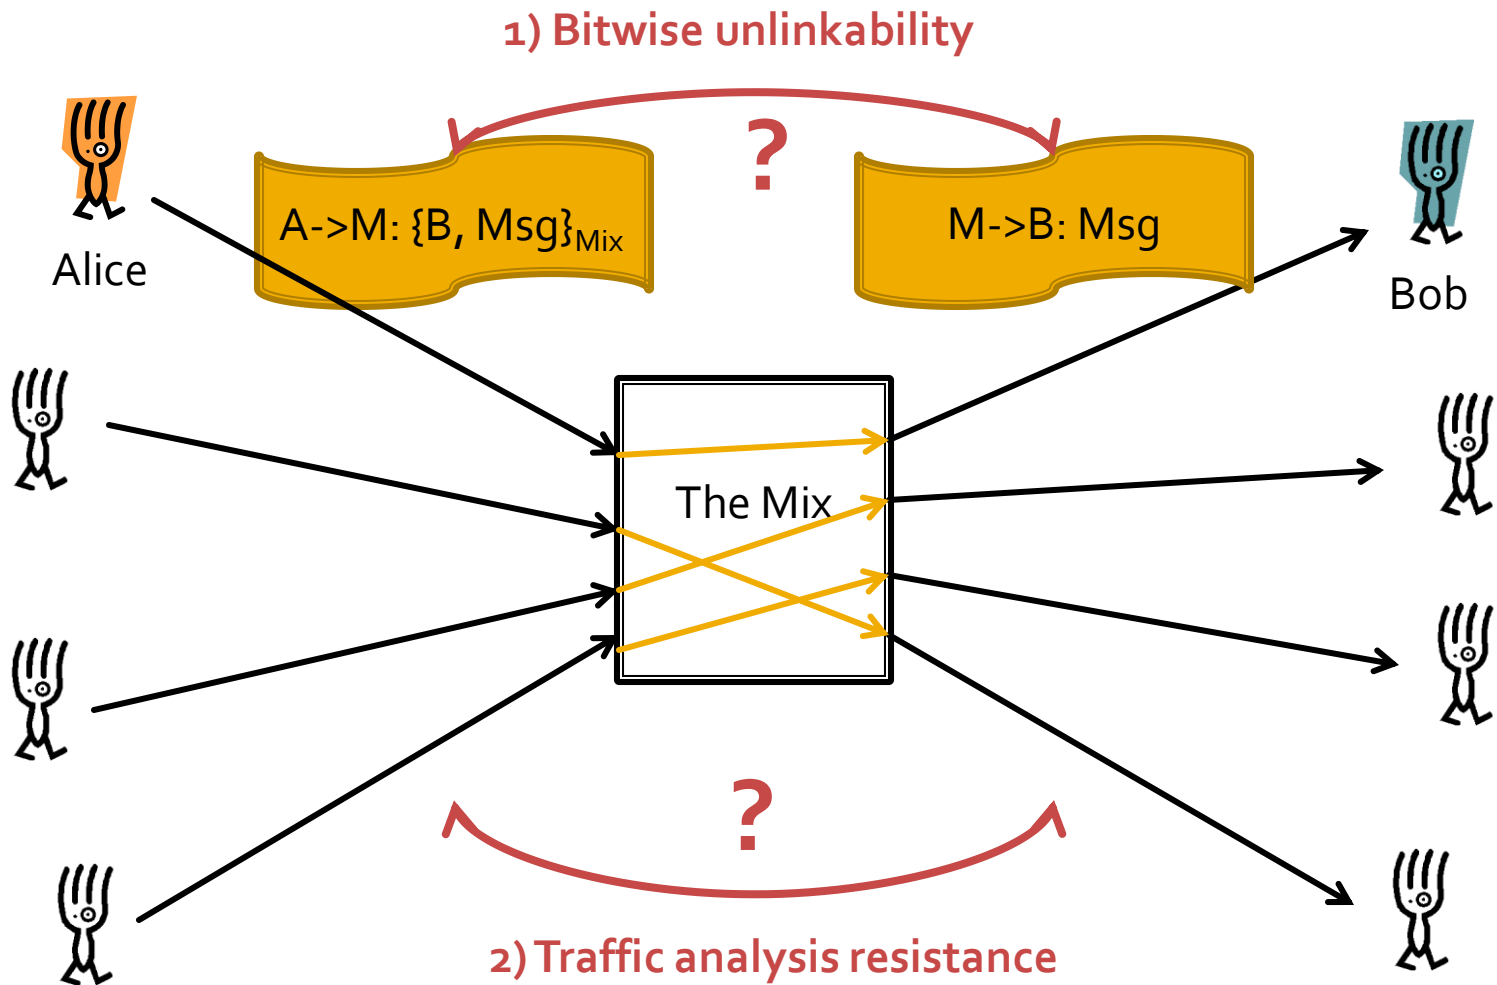 1) Bitwise unlinkability
?
A->M: {B, Msg}Mix
M->B: Msg
Alice
Bob
The Mix
?
2) Traffic analysis resistance